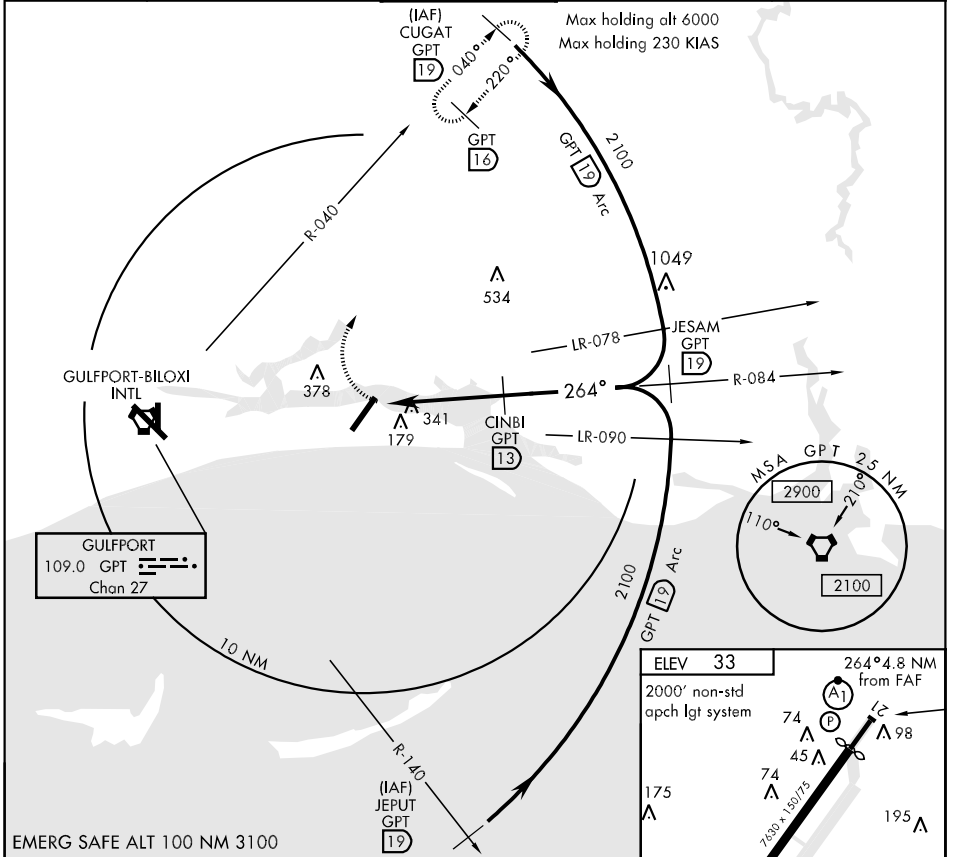 (IAF)
CUGAT
GPT
19
Max holding alt 6000
Max holding 230 KIAS
040°
220°
GPT
16
GPT 19 Arc
2100
R-040
1049
534
LR-078
JESAM
GPT
19
GULFPORT-BILOXI
INTL
378
264°
R-084
341
179
CINBI
GPT
13
LR-090
MSA GPT 25 NM
2900
210°
110°
2100
GULFPORT
109.0 GPT
Chan 27
2100
GPT 19 Arc
10 NM
R-140
(IAF)
JEPUT
GPT
19
EMERG SAFE ALT 100 NM 3100
ELEV 33
264° 4.8 NM
from FAF
2000' non-std
apch lgt system
A1
P
21
74
98
45
74
175
7630 x 150/75
195